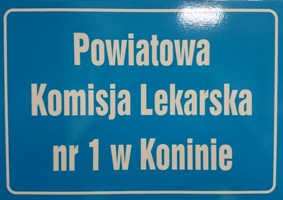 Powiatowa
Komisja Lekarska
nr 1 w Koninie